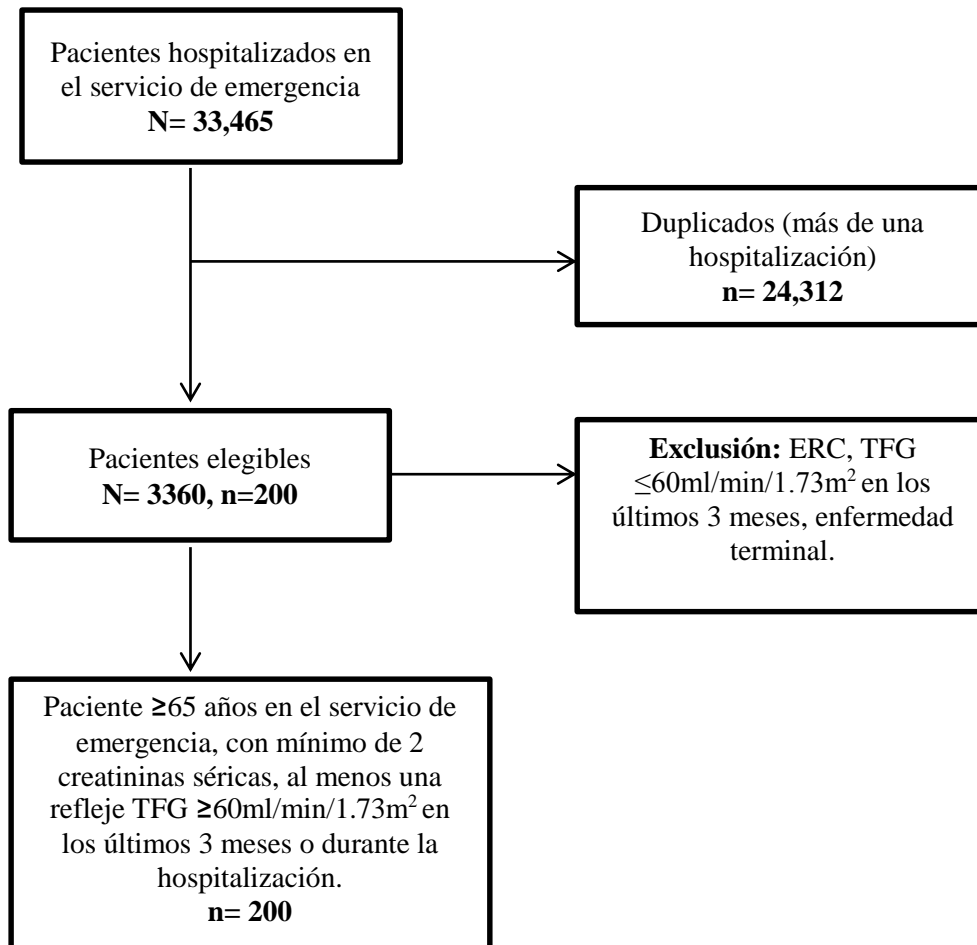 Pacientes hospitalizados en
el servicio de emergencia
N= 33,465
Duplicados (más de una
hospitalización)
n= 24,312
Pacientes elegibles
N= 3360, n=200
Exclusión: ERC, TFG
≤60ml/min/1.73m² en los
últimos 3 meses, enfermedad
terminal.
Paciente ≥65 años en el servicio de
emergencia, con mínimo de 2
creatininas séricas, al menos una
refleje TFG ≥60ml/min/1.73m² en
los últimos 3 meses o durante la
hospitalización.
n= 200